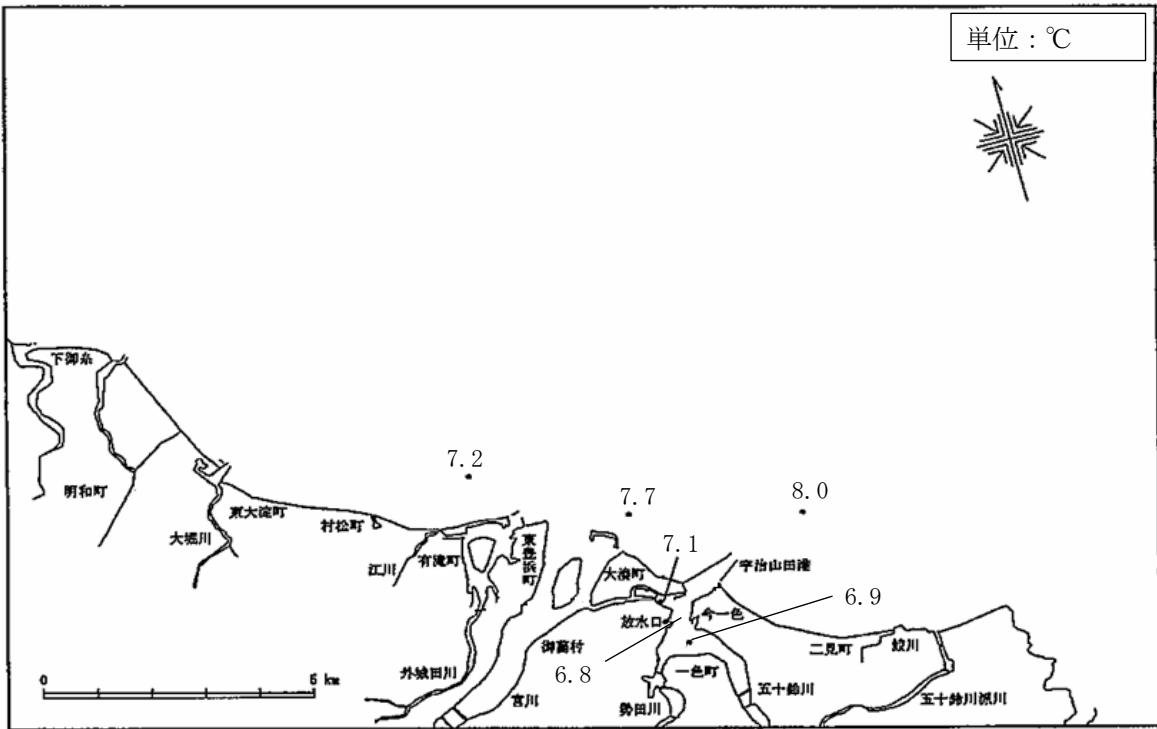 単位：℃
下御糸
7.2
明和町
8.0
7.7
東大淀町
村松町
大堀川
江川
有滝町
東豊浜町
7.1
大湊町
宇治山田港
6.9
放水口
今一色
御薗村
二見町
鮫川
6.8
外城田川
宮川
一色町
五十鈴川
五十鈴川派川
勢田川
0
6 km